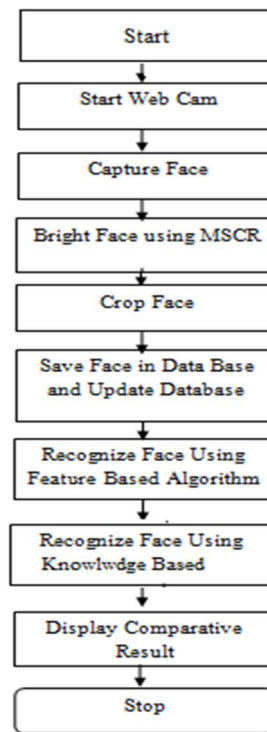 Start
Start Web Cam
Capture Face
Bright Face using MSCR
Crop Face
Save Face in Data Base
and Update Database
Recognize Face Using
Feature Based Algorithm
Recognize Face Using
Knowlwdge Based
Display Comparative
Result
Stop